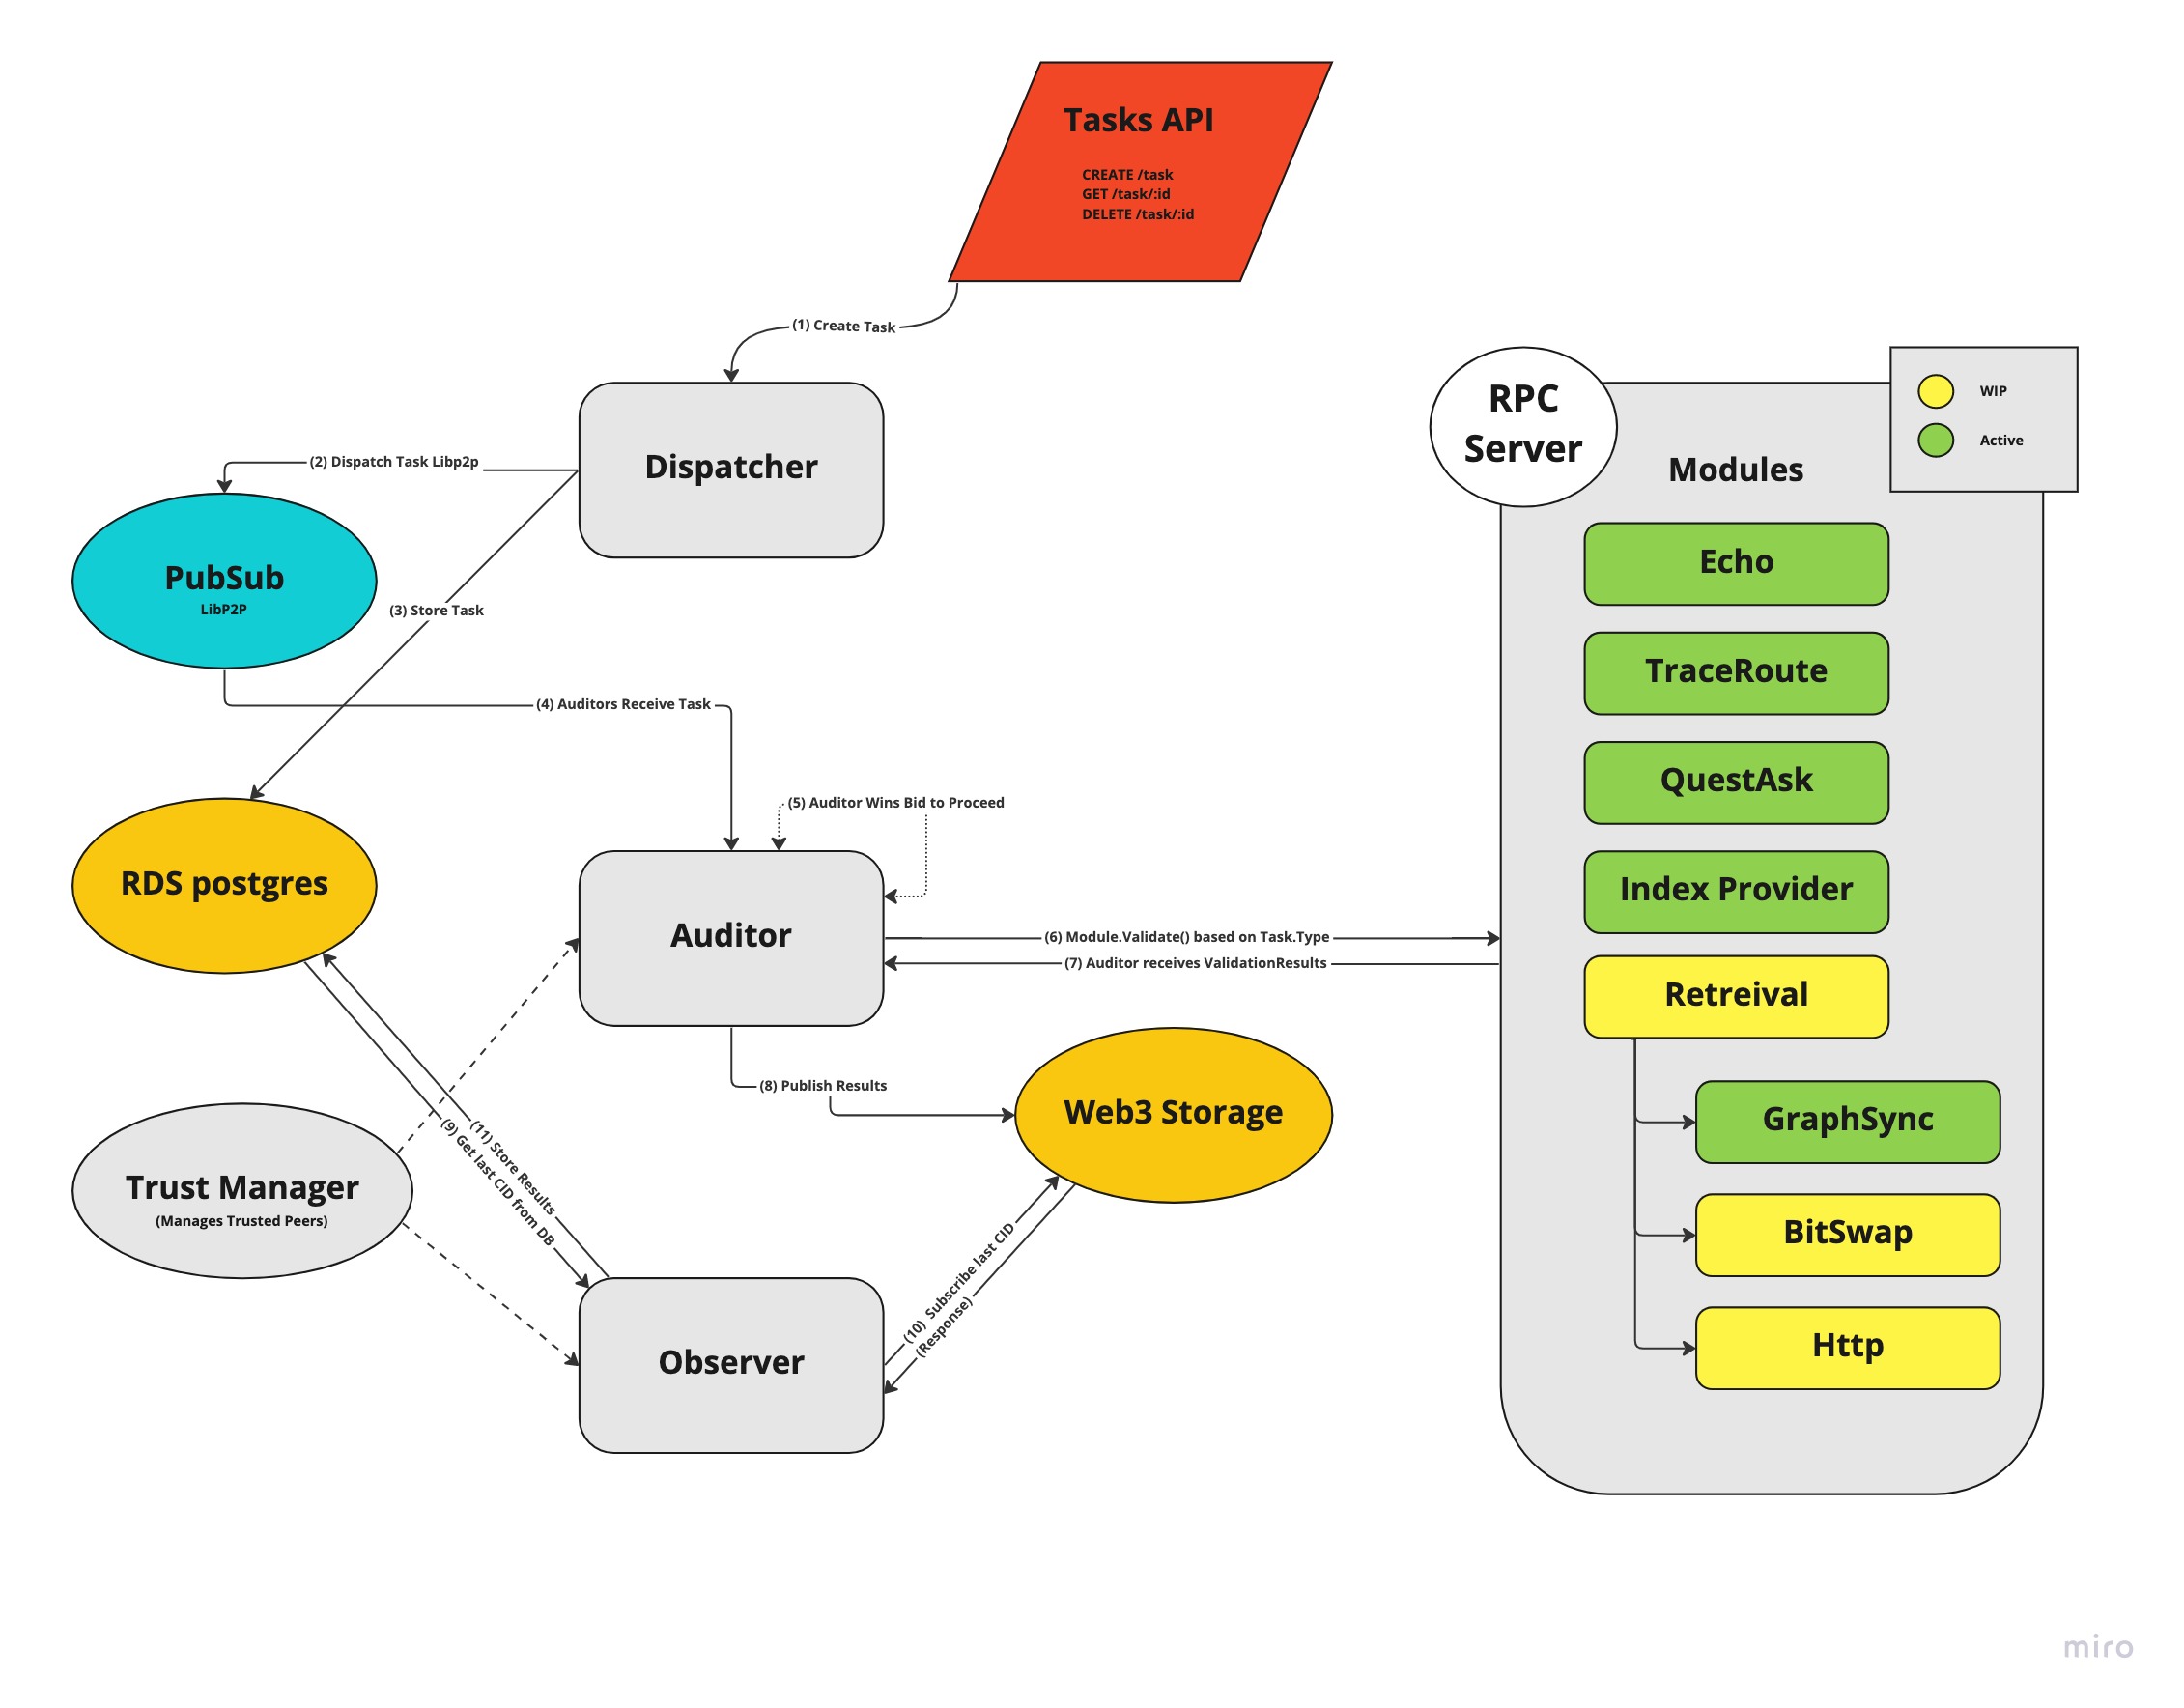 Tasks API
CREATE /task
GET /task/:id
DELETE /task/:id
(1) Create Task
Dispatcher
(2) Dispatch Task Libp2p
PubSub
LibP2P
(3) Store Task
(4) Auditors Receive Task
(5) Auditor Wins Bid to Proceed
RDS postgres
Auditor
(6) Module.Validate() based on Task.Type
(7) Auditor receives ValidationResults
(8) Publish Results
Web3 Storage
Trust Manager
(Manages Trusted Peers)
(11) Store Results
(9) Get last CID from DB
(10) Subscribe last CID
(Response)
Observer
RPC
Server
WIP
Active
Modules
Echo
TraceRoute
QuestAsk
Index Provider
Retreival
GraphSync
BitSwap
Http
miro